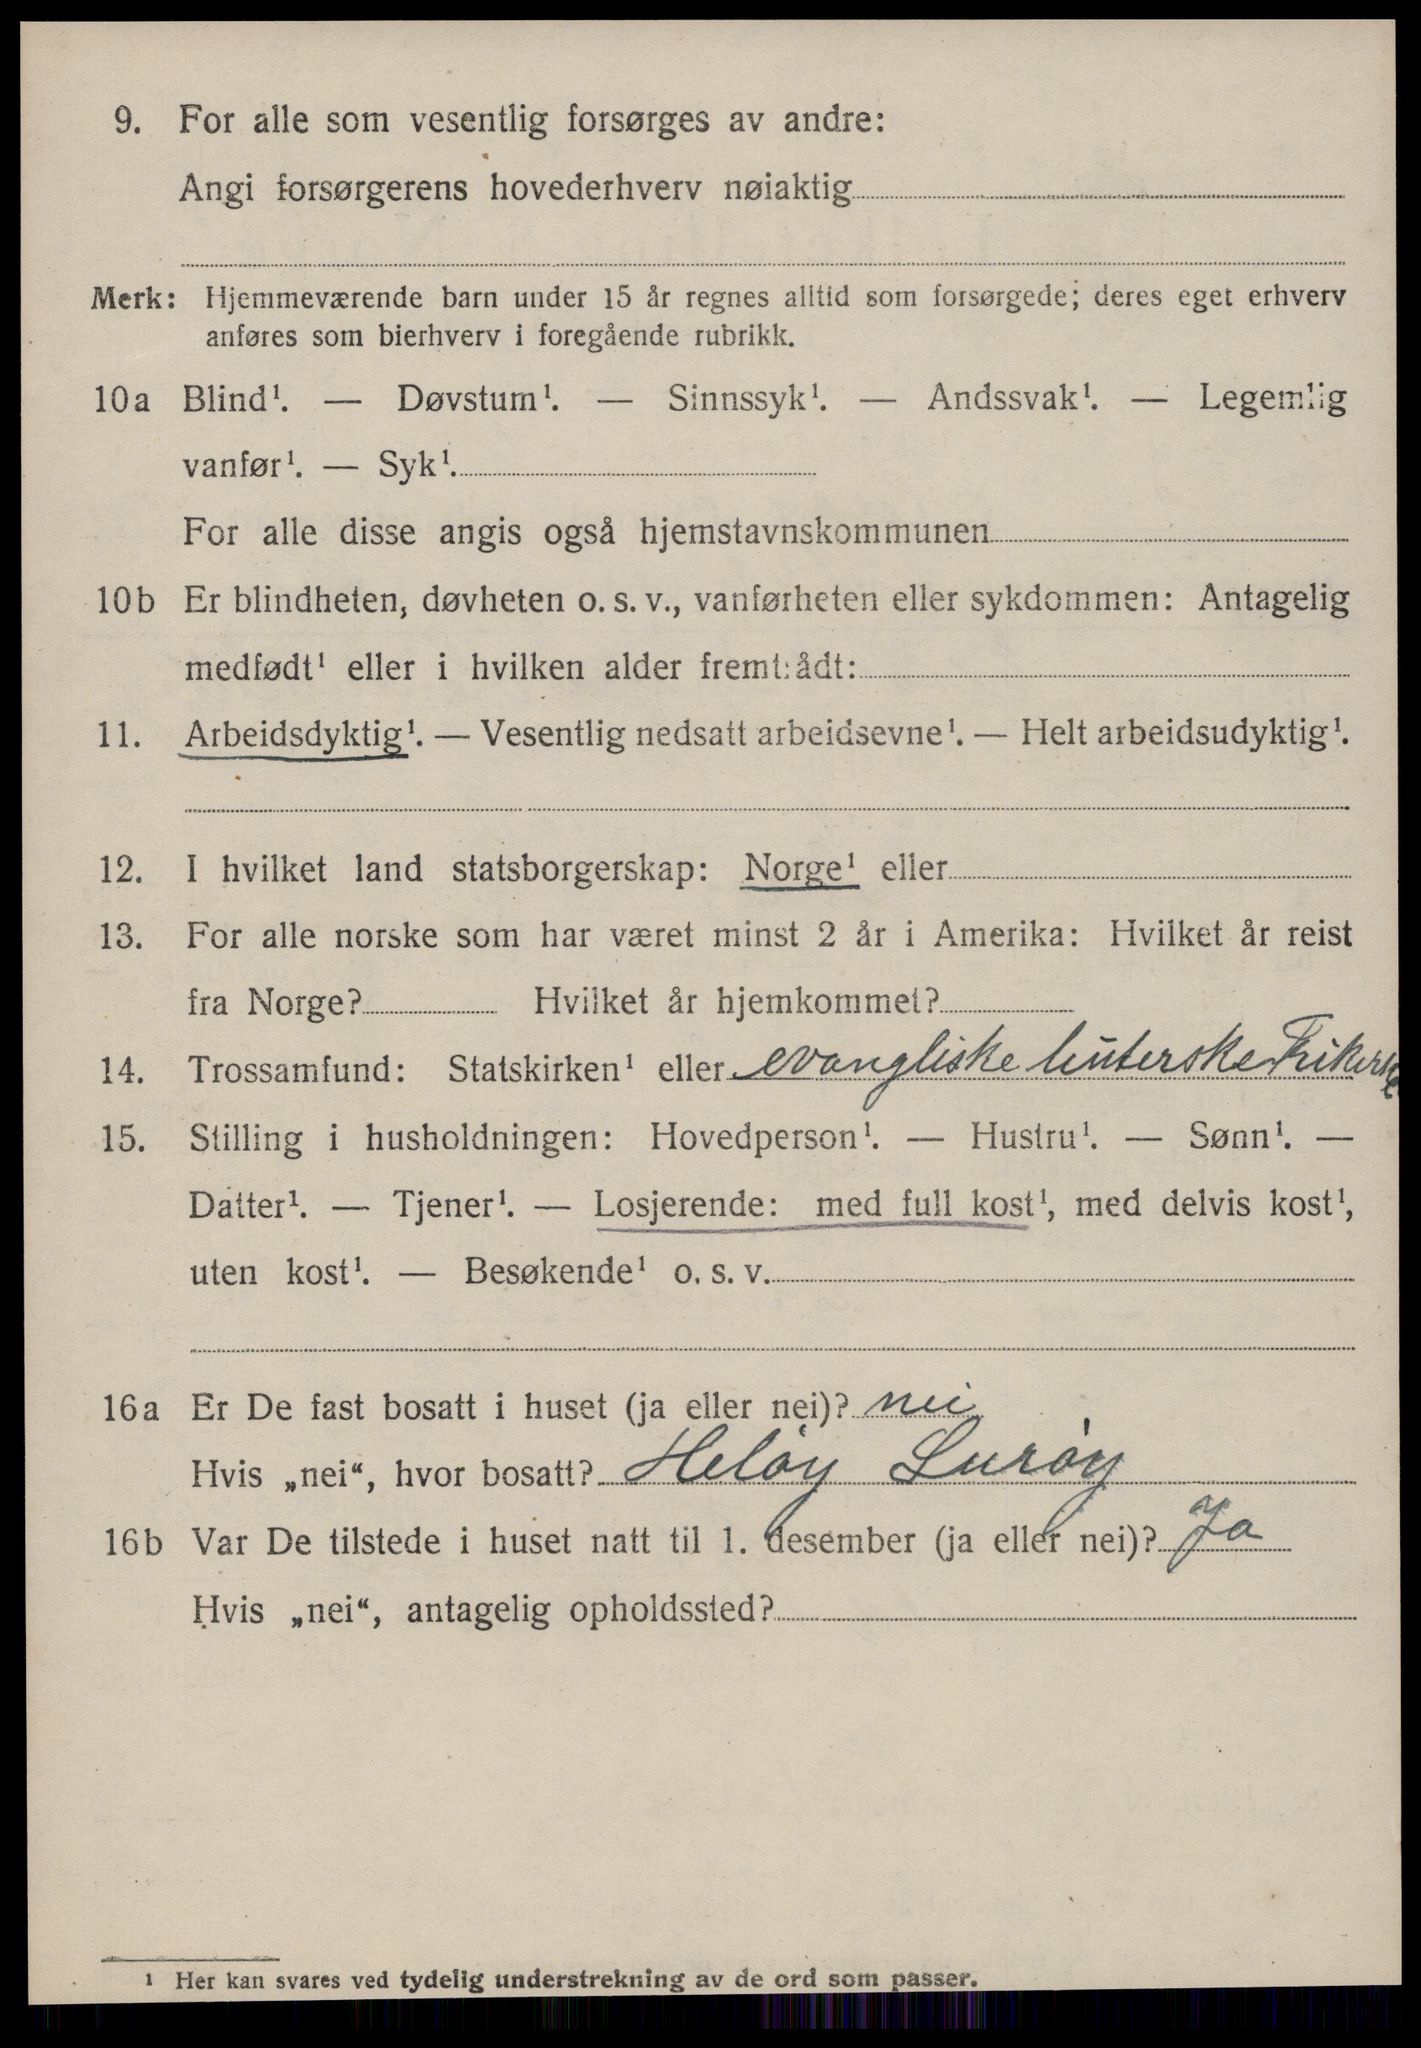 9. For alle som vesentlig forsørges av andre:
Angi forsørgerens hovederhverv nøiaktig
Merk: Hjemmeværende barn under 15 år regnes alltid som forsørgede; deres eget erhverv
anføres som bierhverv i foregående rubrikk.
10a Blind¹. — Døvstum¹. — Sinnssyk¹. — Andssvak¹. — Legemlig
vanfør¹. — Syk¹.
For alle disse angis også hjemstavnskommunen
10b Er blindheten, døvheten o. s. v., vanførheten eller sykdommen: Antagelig
medfødt¹ eller i hvilken alder fremtrådt:
11. Arbeidsdyktig¹. — Vesentlig nedsatt arbeidsevne¹. — Helt arbeidsudyktig¹.
12. I hvilket land statsborgerskap: Norge¹ eller
13. For alle norske som har været minst 2 år i Amerika: Hvilket år reist
fra Norge? Hvilket år hjemkommet?
14. Trossamfund: Statskirken¹ eller evangliske luterske Frikirke
15. Stilling i husholdningen: Hovedperson¹. — Hustru¹. — Sønn¹. —
Datter¹. — Tjener¹. — Losjerende: med full kost¹, med delvis kost¹,
uten kost¹. — Besøkende¹ o. s. v.
16a Er De fast bosatt i huset (ja eller nei)? nei
Hvis „nei“, hvor bosatt? Heløy Lurøy
16b Var De tilstede i huset natt til 1. desember (ja eller nei)? Ja
Hvis „nei“, antagelig opholdssted?
¹ Her kan svares ved tydelig understrekning av de ord som passer.